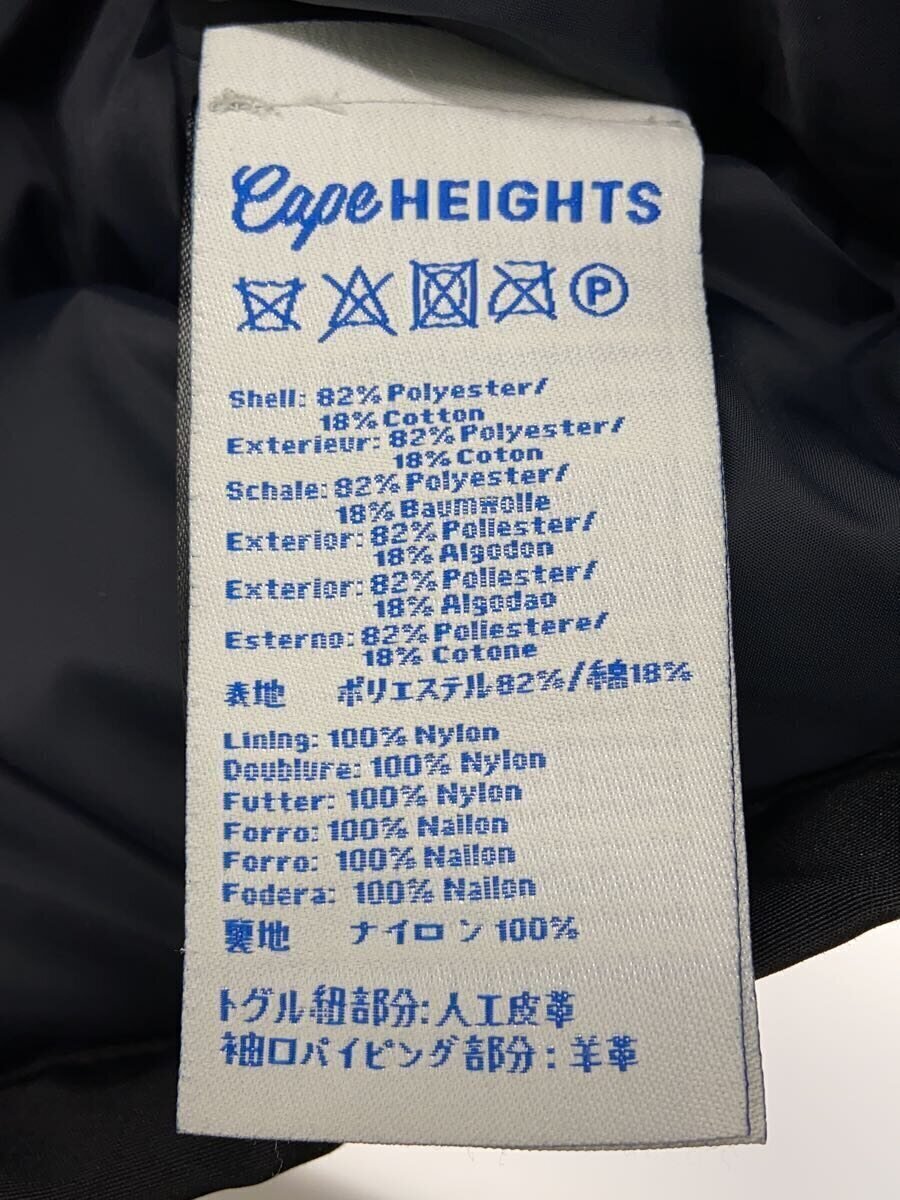 Cape HEIGHTS
P
Shell: 82% Polyester/
18% Cotton
Exterieur: 82% Polyester/
18% Coton
Schale: 82% Polyester/
18% Baumwolle
Exterior: 82% Poliester/
18% Algodon
Exterior: 82% Poliester/
18% Algodao
Esterno: 82% Poliestere/
18% Cotone
表地 ポリエステル82%/綿18%
Lining: 100% Nylon
Doublure: 100% Nylon
Futter: 100% Nylon
Forro: 100% Nailon
Forro: 100% Nailon
Fodera: 100% Nailon
裏地 ナイロン 100%
トグル紐部分:人工皮革
袖口パイピング部分:羊革